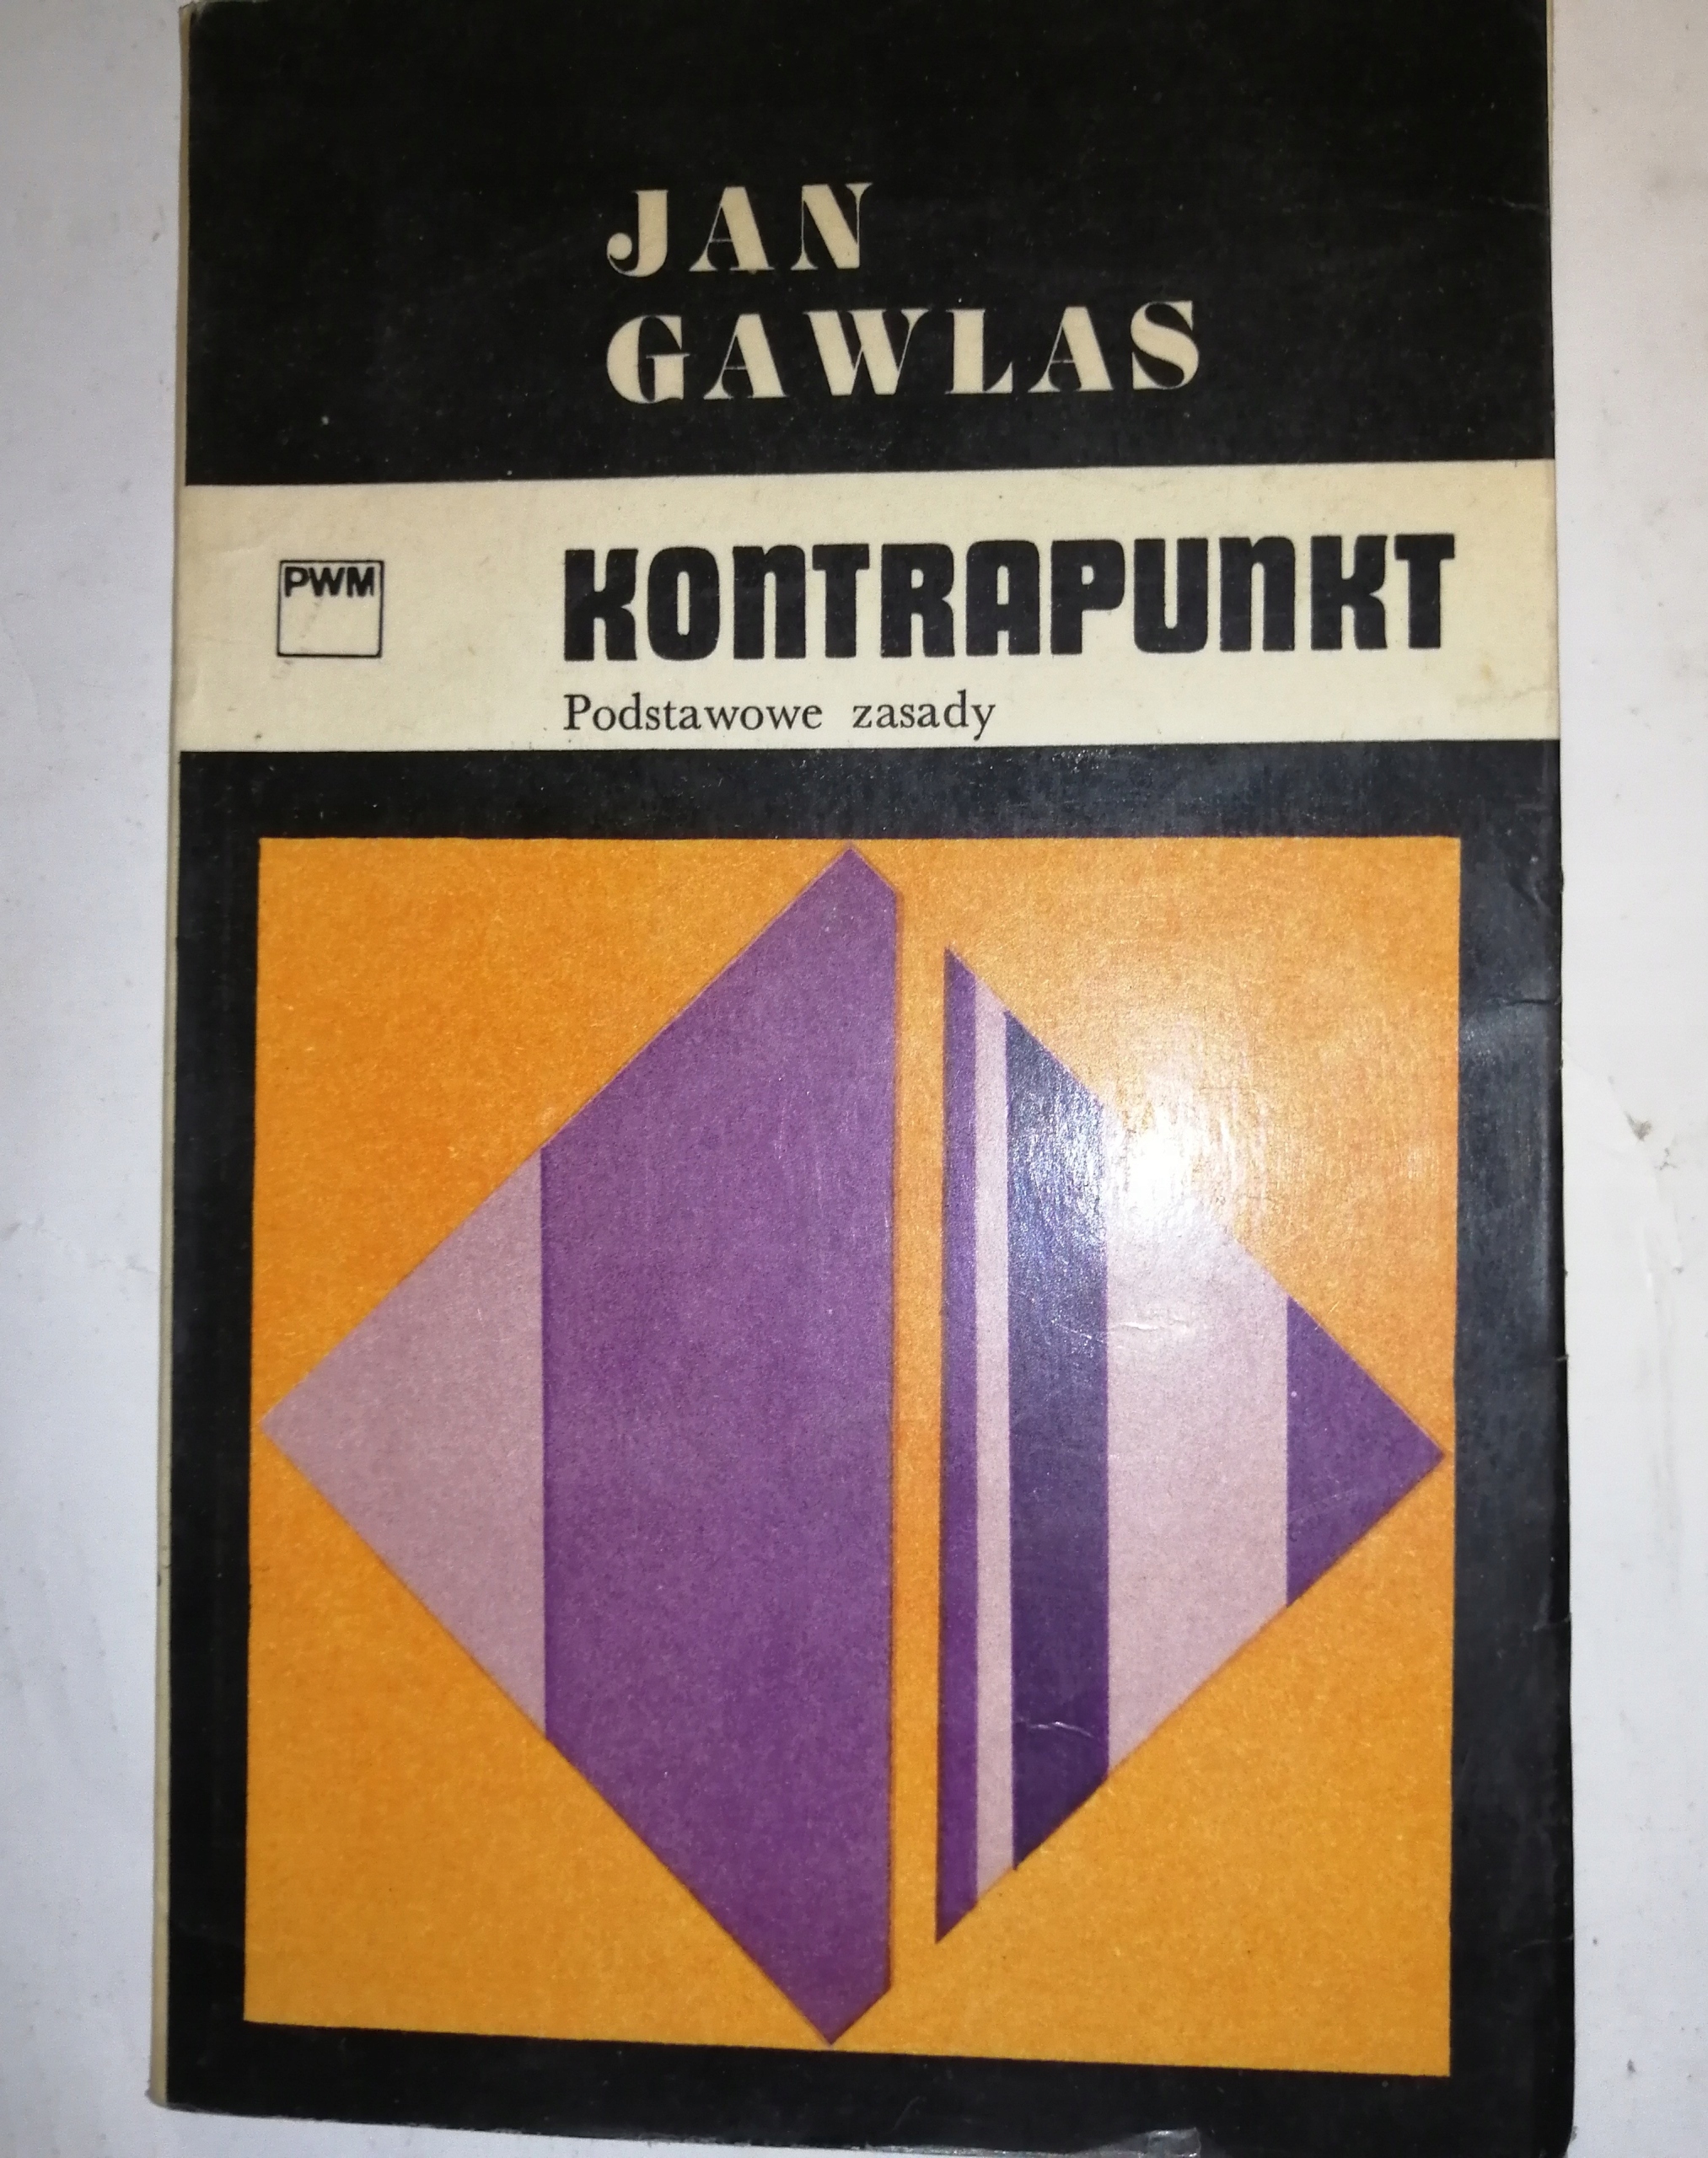 JAN
GAWLAS
PWM
KONTRAPUNKT
Podstawowe zasady